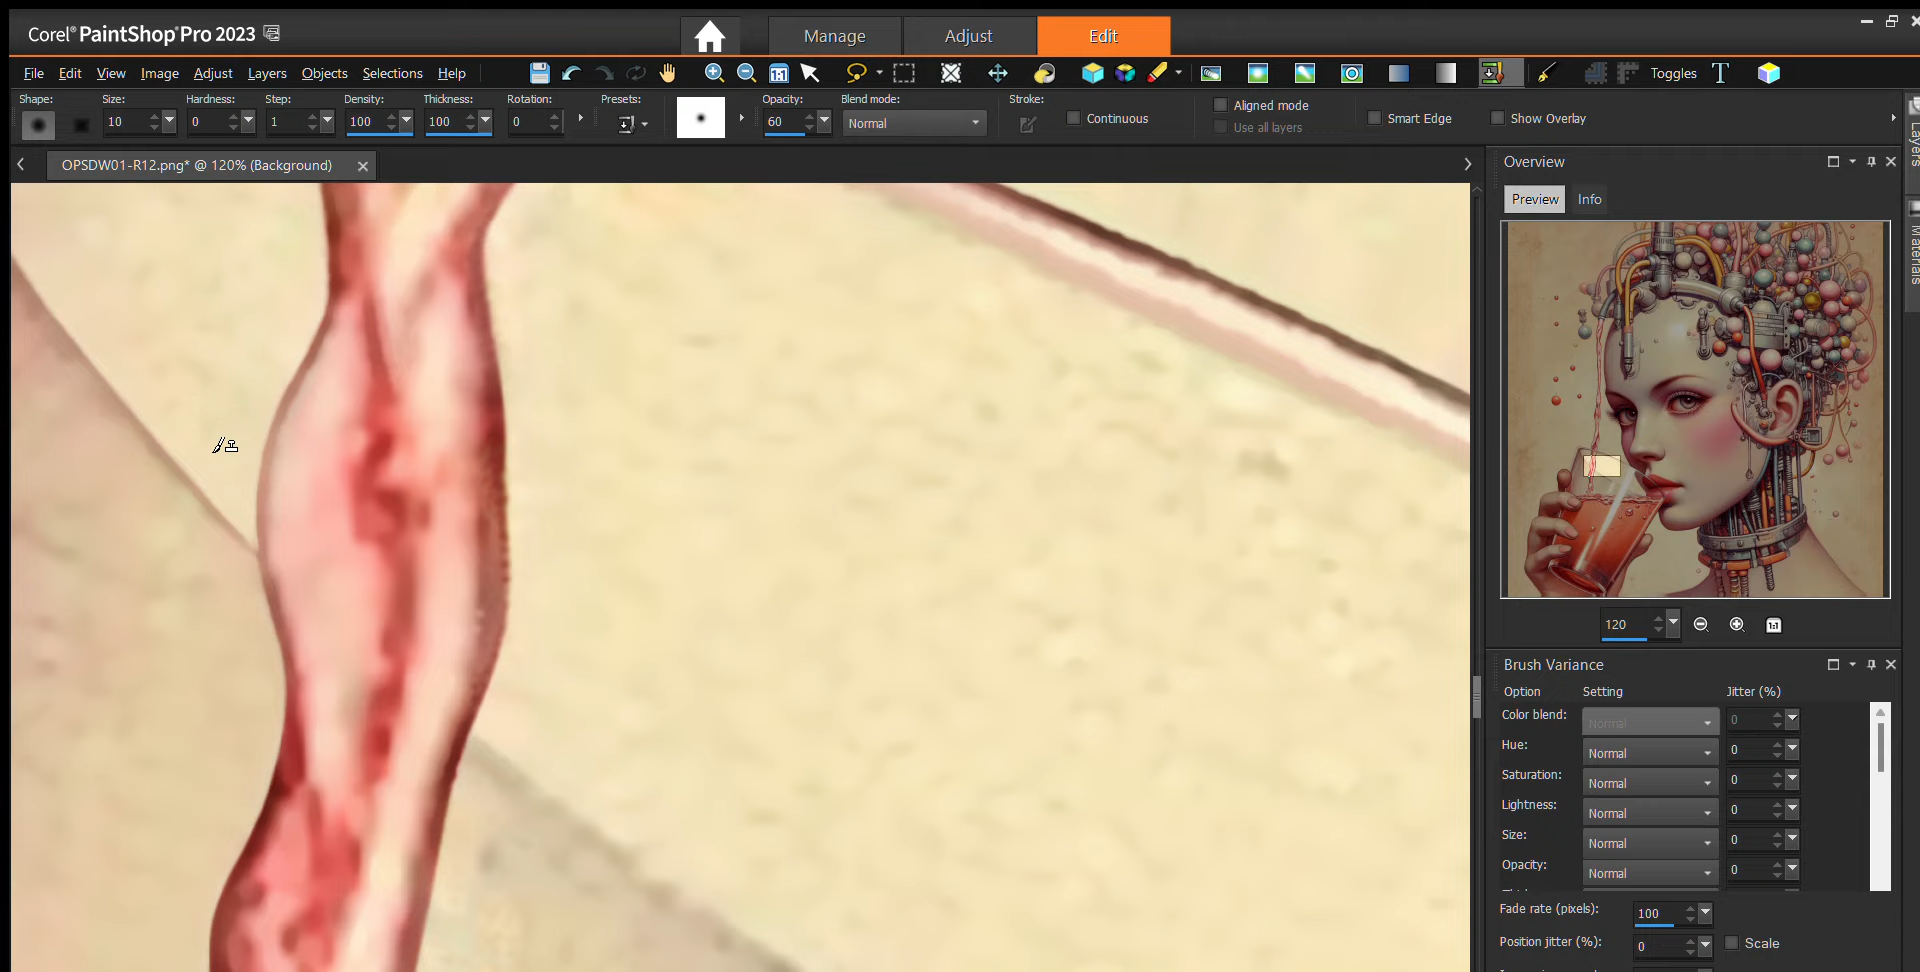 Corel® PaintShop® Pro 2023
Manage
Adjust
Edit
File Edit View Image Adjust Layers Objects Selections Help
1:1
Toggles
Shape: Size: Hardness: Step: Density: Thickness: Rotation: Presets: Opacity: Blend mode: Stroke:
10 0 1 100 100 0 60 Normal
Continuous
Aligned mode
Use all layers
Smart Edge
Show Overlay
OPSDW01-R12.png* @ 120% (Background)
Layers
Materials
Overview
Preview Info
120
1:1
Brush Variance
Option Setting Jitter (%)
Color blend: Normal 0
Hue: Normal 0
Saturation: Normal 0
Lightness: Normal 0
Size: Normal 0
Opacity: Normal 0
Fade rate (pixels): 100
Position jitter (%): 0 Scale